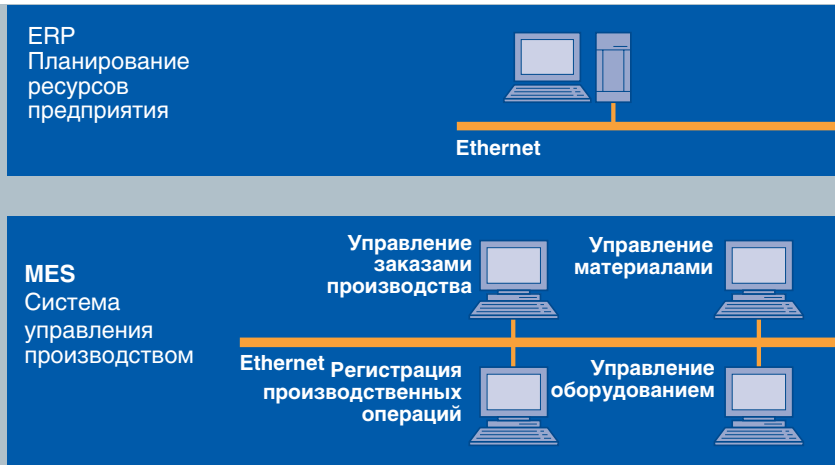 ERP
Планирование
ресурсов
предприятия
Ethernet
MES
Система
управления
производством
Управление
заказами
производства
Управление
материалами
Ethernet
Регистрация
производственных
операций
Управление
оборудованием